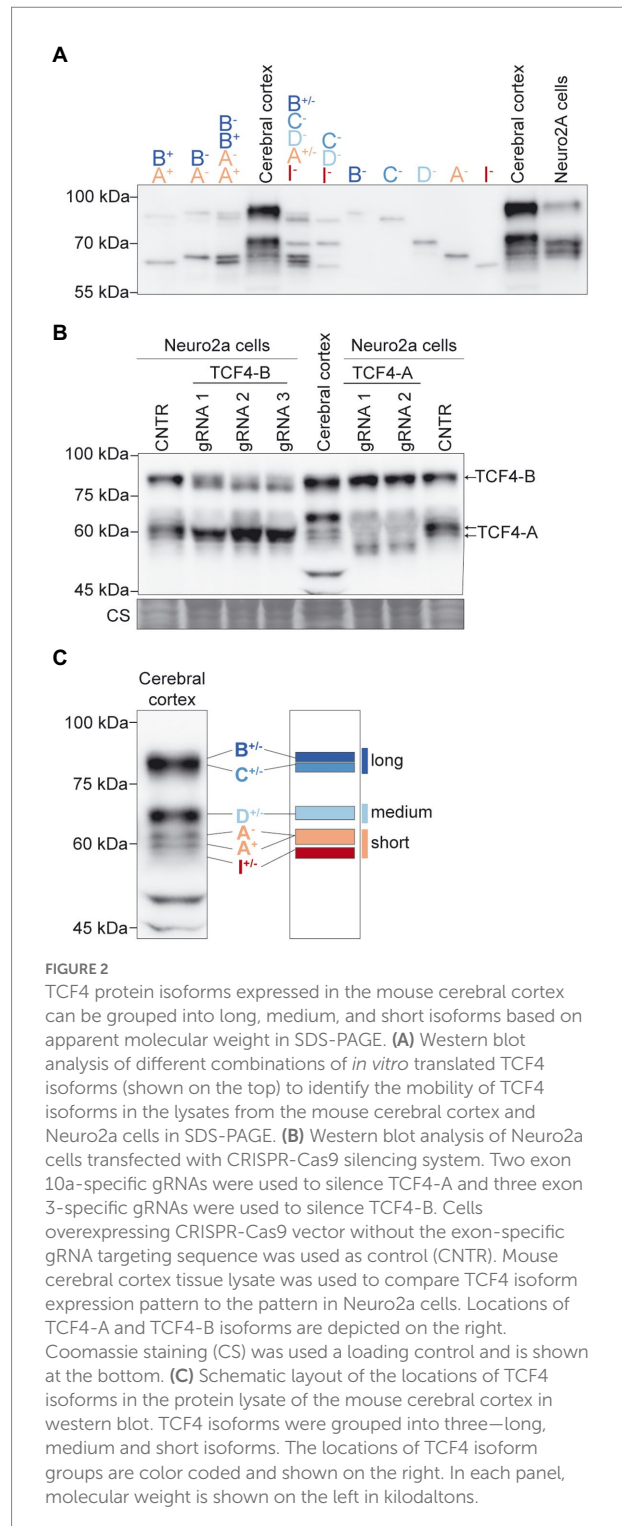 A
B+ B- B- B+ A- A+ Cerebral cortex B+/- C- D- A+/- I- C- D- I- B- C- D- A- I- Cerebral cortex Neuro2A cells
A+ A-
100 kDa
70 kDa
55 kDa
B
Neuro2a cells Neuro2a cells
TCF4-B TCF4-A
CNTR gRNA 1 gRNA 2 gRNA 3 Cerebral cortex gRNA 1 gRNA 2 CNTR
100 kDa
75 kDa
60 kDa
45 kDa
←TCF4-B
TCF4-A
CS
C
Cerebral
cortex
100 kDa
75 kDa
60 kDa
45 kDa
B+/-
C+/-
D+/-
A-
A+
I+/-
long
medium
short
FIGURE 2
TCF4 protein isoforms expressed in the mouse cerebral cortex
can be grouped into long, medium, and short isoforms based on
apparent molecular weight in SDS-PAGE. (A) Western blot
analysis of different combinations of in vitro translated TCF4
isoforms (shown on the top) to identify the mobility of TCF4
isoforms in the lysates from the mouse cerebral cortex and
Neuro2a cells in SDS-PAGE. (B) Western blot analysis of Neuro2a
cells transfected with CRISPR-Cas9 silencing system. Two exon
10a-specific gRNAs were used to silence TCF4-A and three exon
3-specific gRNAs were used to silence TCF4-B. Cells
overexpressing CRISPR-Cas9 vector without the exon-specific
gRNA targeting sequence was used as control (CNTR). Mouse
cerebral cortex tissue lysate was used to compare TCF4 isoform
expression pattern to the pattern in Neuro2a cells. Locations of
TCF4-A and TCF4-B isoforms are depicted on the right.
Coomassie staining (CS) was used a loading control and is shown
at the bottom. (C) Schematic layout of the locations of TCF4
isoforms in the protein lysate of the mouse cerebral cortex in
western blot. TCF4 isoforms were grouped into three—long,
medium and short isoforms. The locations of TCF4 isoform
groups are color coded and shown on the right. In each panel,
molecular weight is shown on the left in kilodaltons.